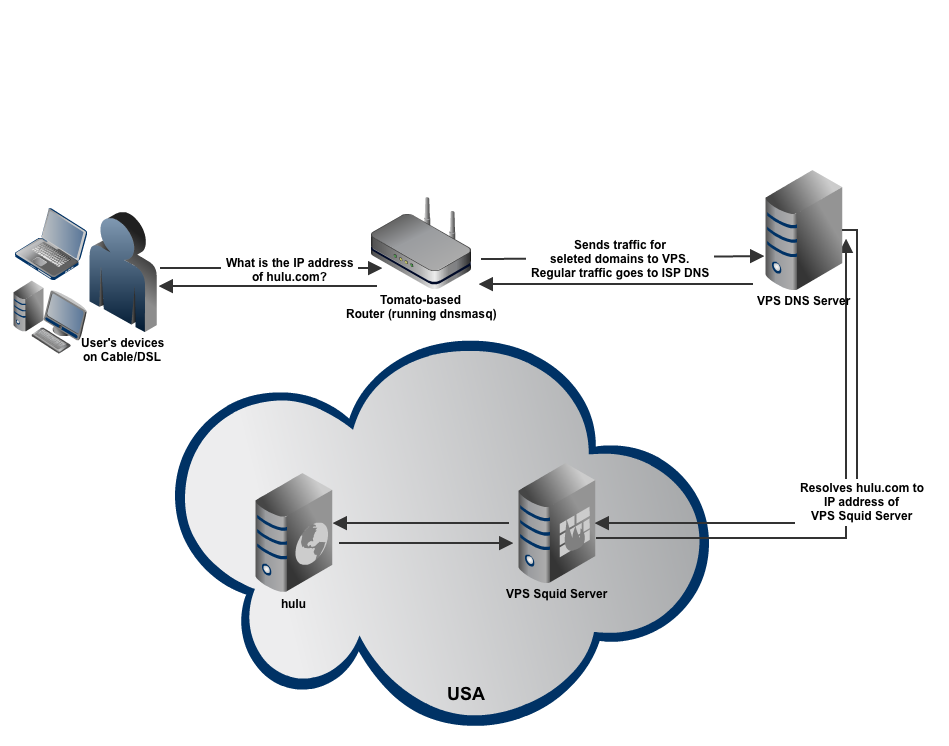 What is the IP address
of hulu.com?
Sends traffic for
seleted domains to VPS.
Regular traffic goes to ISP DNS
Tomato-based
Router (running dnsmasq)
VPS DNS Server
User's devices
on Cable/DSL
Resolves hulu.com to
IP address of
VPS Squid Server
hulu
VPS Squid Server
USA